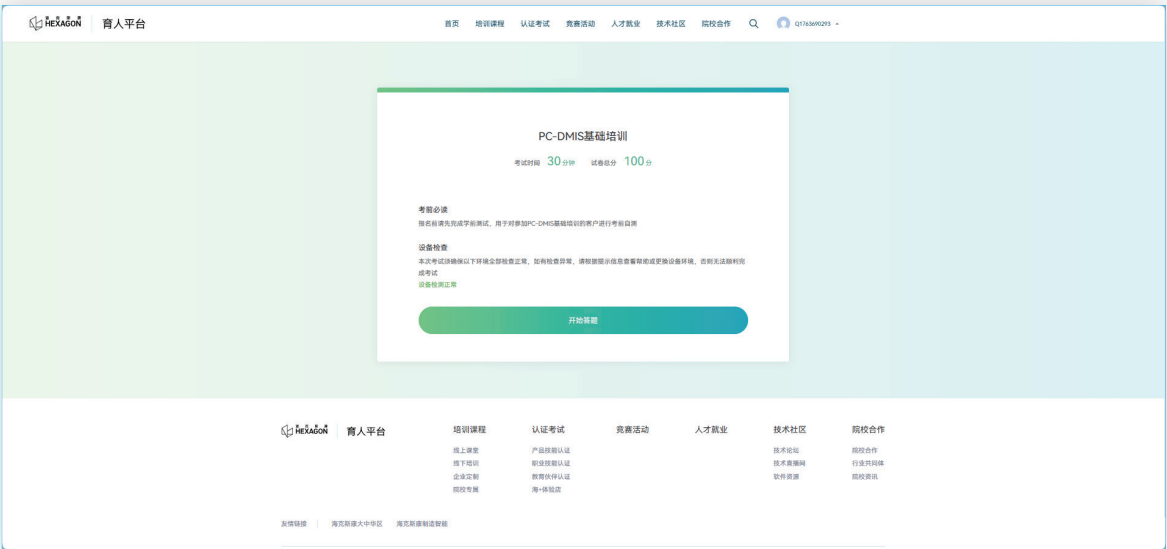 HEXAGON 育人平台 首页 培训课程 认证考试 竞赛活动 人才就业 技术社区 院校合作 Q1763690293
PC-DMIS基础培训
考试时间 30分钟 试卷总分 100分
考前必读
报名前请先完成学前测试，用于对参加PC-DMIS基础培训的客户进行考前自测
设备检查
本次考试须确保以下环境全部检查正常，如有检查异常，请根据提示信息查看帮助或更换设备环境，否则无法顺利完
成考试
设备检测正常
开始答题
HEXAGON 育人平台 培训课程 认证考试 竞赛活动 人才就业 技术社区 院校合作
线上课堂 产品技能认证 技术论坛 院校合作
线下培训 职业技能认证 技术直播间 行业共同体
企业定制 教育伙伴认证 软件资源 院校资讯
院校专属 海+体验店
友情链接 海克斯康大中华区 海克斯康制造智能